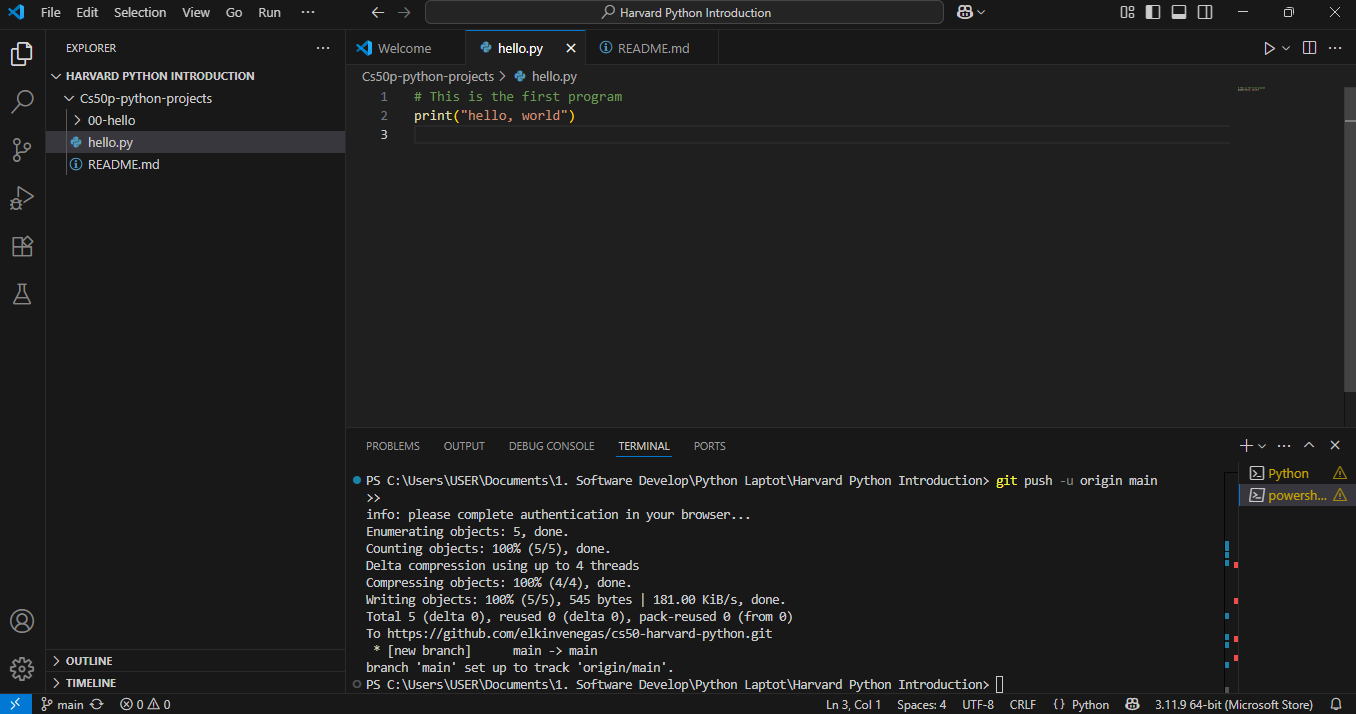 File Edit Selection View Go Run ···
Harvard Python Introduction
EXPLORER ···
HARVARD PYTHON INTRODUCTION
Cs50p-python-projects
00-hello
hello.py
README.md
OUTLINE
TIMELINE
Welcome
hello.py
README.md
Cs50p-python-projects > hello.py
1 # This is the first program
2 print("hello, world")
3
PROBLEMS OUTPUT DEBUG CONSOLE TERMINAL PORTS
PS C:\Users\USER\Documents\1. Software Develop\Python Laptot\Harvard Python Introduction> git push -u origin main
>>
info: please complete authentication in your browser...
Enumerating objects: 5, done.
Counting objects: 100% (5/5), done.
Delta compression using up to 4 threads
Compressing objects: 100% (4/4), done.
Writing objects: 100% (5/5), 545 bytes | 181.00 KiB/s, done.
Total 5 (delta 0), reused 0 (delta 0), pack-reused 0 (from 0)
To https://github.com/elkinvenegas/cs50-harvard-python.git
 * [new branch]      main -> main
branch 'main' set up to track 'origin/main'.
PS C:\Users\USER\Documents\1. Software Develop\Python Laptot\Harvard Python Introduction>
Python
powersh...
main 0 0 Ln 3, Col 1 Spaces: 4 UTF-8 CRLF {} Python 3.11.9 64-bit (Microsoft Store)